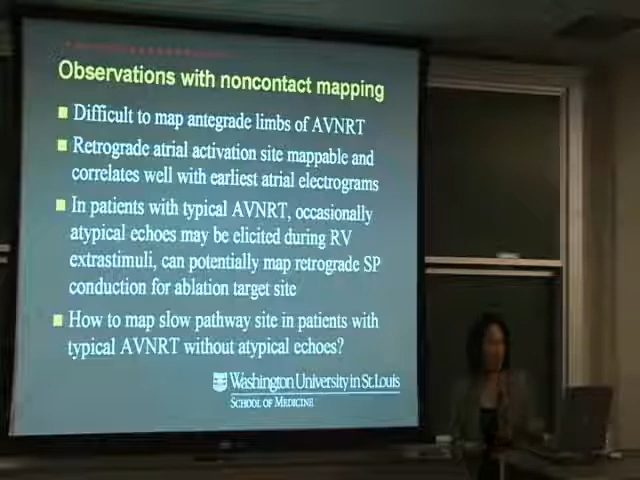 Observations with noncontact mapping
Difficult to map antegrade limbs of AVNRT
Retrograde atrial activation site mappable and
correlates well with earliest atrial electrograms
In patients with typical AVNRT, occasionally
atypical echoes may be elicited during RV
extrastimuli, can potentially map retrograde SP
conduction for ablation target site
How to map slow pathway site in patients with
typical AVNRT without atypical echoes?
Washington University in St. Louis
SCHOOL OF MEDICINE